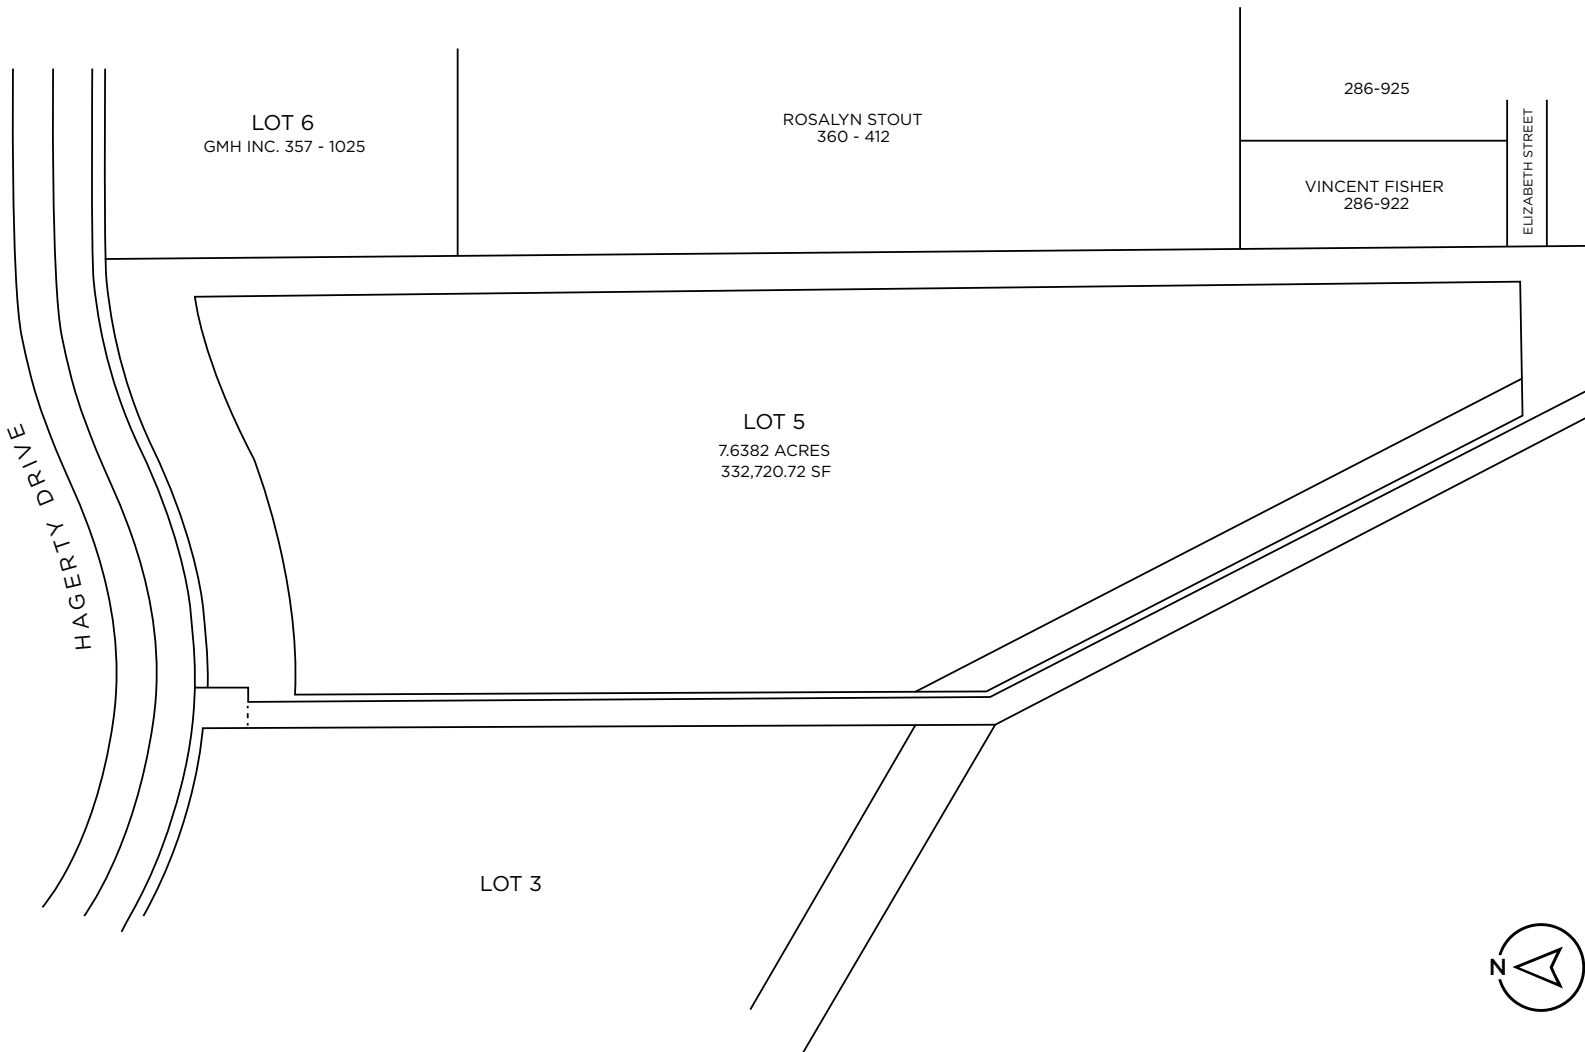 286-925
LOT 6
GMH INC. 357 - 1025
ROSALYN STOUT
360 - 412
ELIZABETH STREET
VINCENT FISHER
286-922
HAGERTY DRIVE
LOT 5
7.6382 ACRES
332,720.72 SF
LOT 3
N